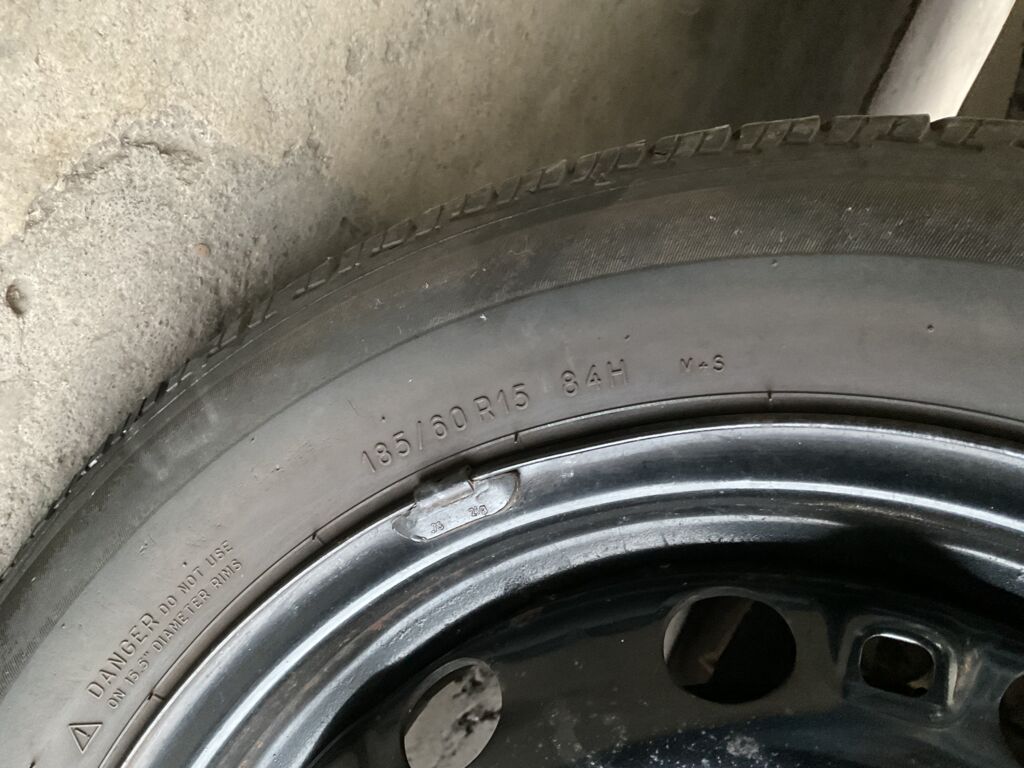 185/60 R15 84H M+S
⚠ DANGER DO NOT USE
ON 15.5" DIAMETER RIMS